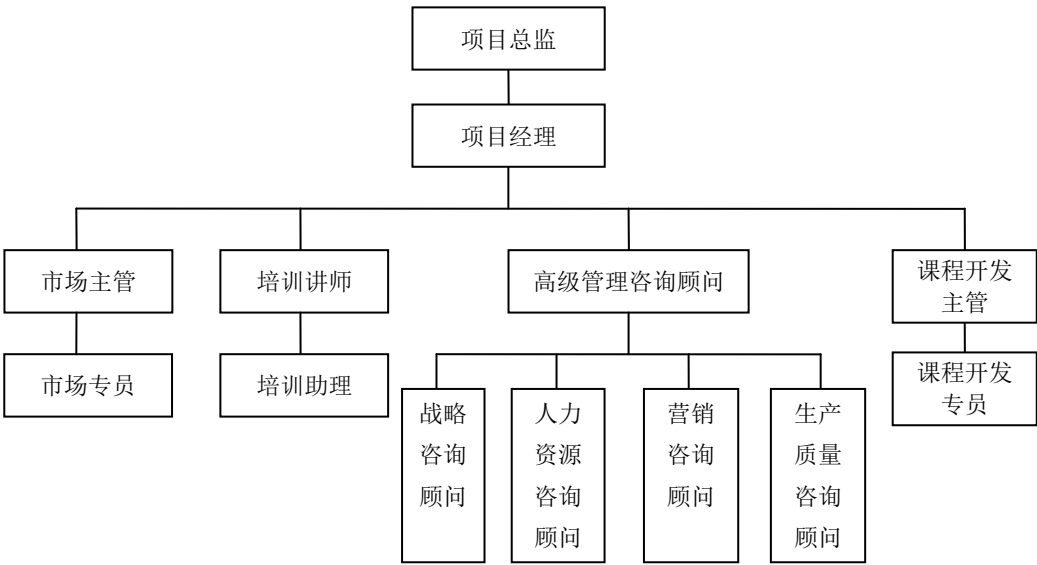 项目总监
项目经理
市场主管
培训讲师
高级管理咨询顾问
课程开发
主管
市场专员
培训助理
课程开发
专员
战略
咨询
顾问
人力
资源
咨询
顾问
营销
咨询
顾问
生产
质量
咨询
顾问